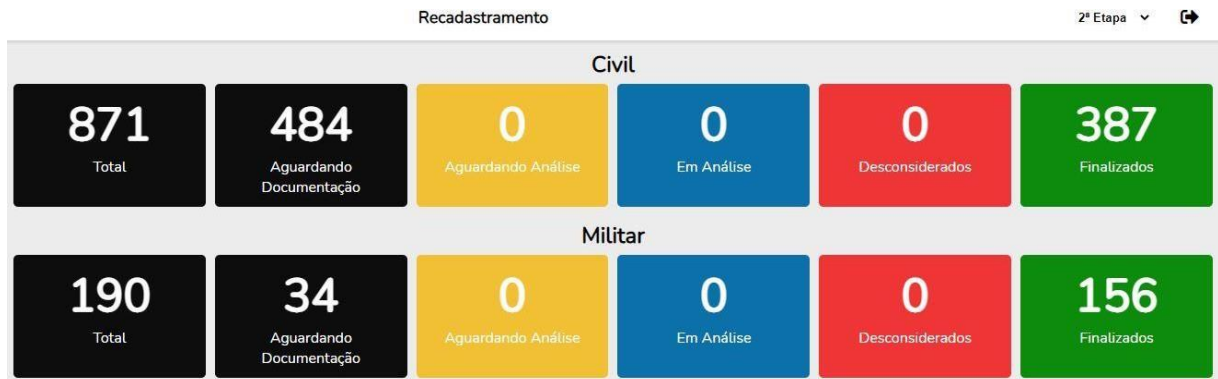 Recadastramento
2ª Etapa
Civil
871
Total
484
Aguardando
Documentação
0
Aguardando Análise
0
Em Análise
0
Desconsiderados
387
Finalizados
Militar
190
Total
34
Aguardando
Documentação
0
Aguardando Análise
0
Em Análise
0
Desconsiderados
156
Finalizados